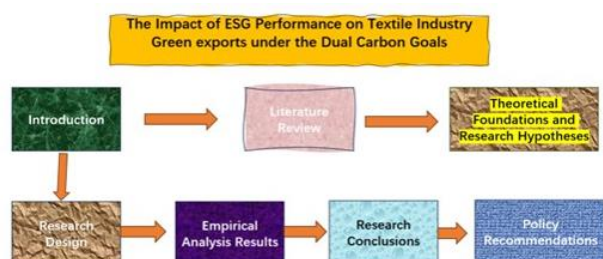 The Impact of ESG Performance on Textile Industry
Green exports under the Dual Carbon Goals
Introduction
Literature
Review
Theoretical
Foundations and
Research Hypotheses
Research
Design
Empirical
Analysis Results
Research
Conclusions
Policy
Recommendations